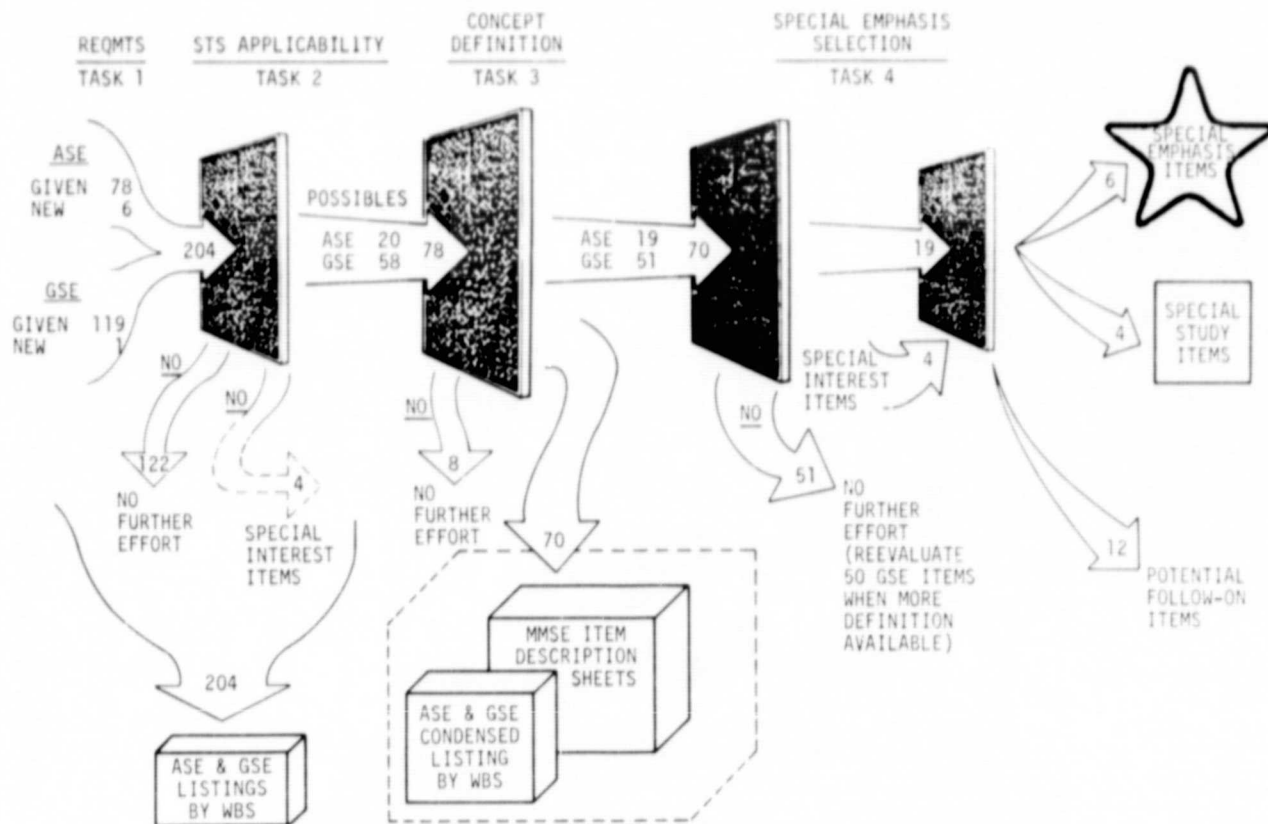 REQMTS
TASK 1
STS APPLICABILITY
TASK 2
CONCEPT
DEFINITION
TASK 3
SPECIAL EMPHASIS
SELECTION
TASK 4
ASE
GIVEN 78
NEW 6
GSE
GIVEN 119
NEW 1
204
POSSIBLES
ASE 20
GSE 58
78
ASE 19
GSE 51
70
19
6
SPECIAL
EMPHASIS
ITEMS
4
SPECIAL
STUDY
ITEMS
12
POTENTIAL
FOLLOW-ON
ITEMS
NO
122
NO
FURTHER
EFFORT
NO
4
SPECIAL
INTEREST
ITEMS
NO
8
NO
FURTHER
EFFORT
70
SPECIAL
INTEREST
ITEMS
4
NO
51
NO
FURTHER
EFFORT
(REEVALUATE
50 GSE ITEMS
WHEN MORE
DEFINITION
AVAILABLE)
204
ASE & GSE
LISTINGS
BY WBS
MMSE ITEM
DESCRIPTION
SHEETS
ASE & GSE
CONDENSED
LISTING
BY WBS